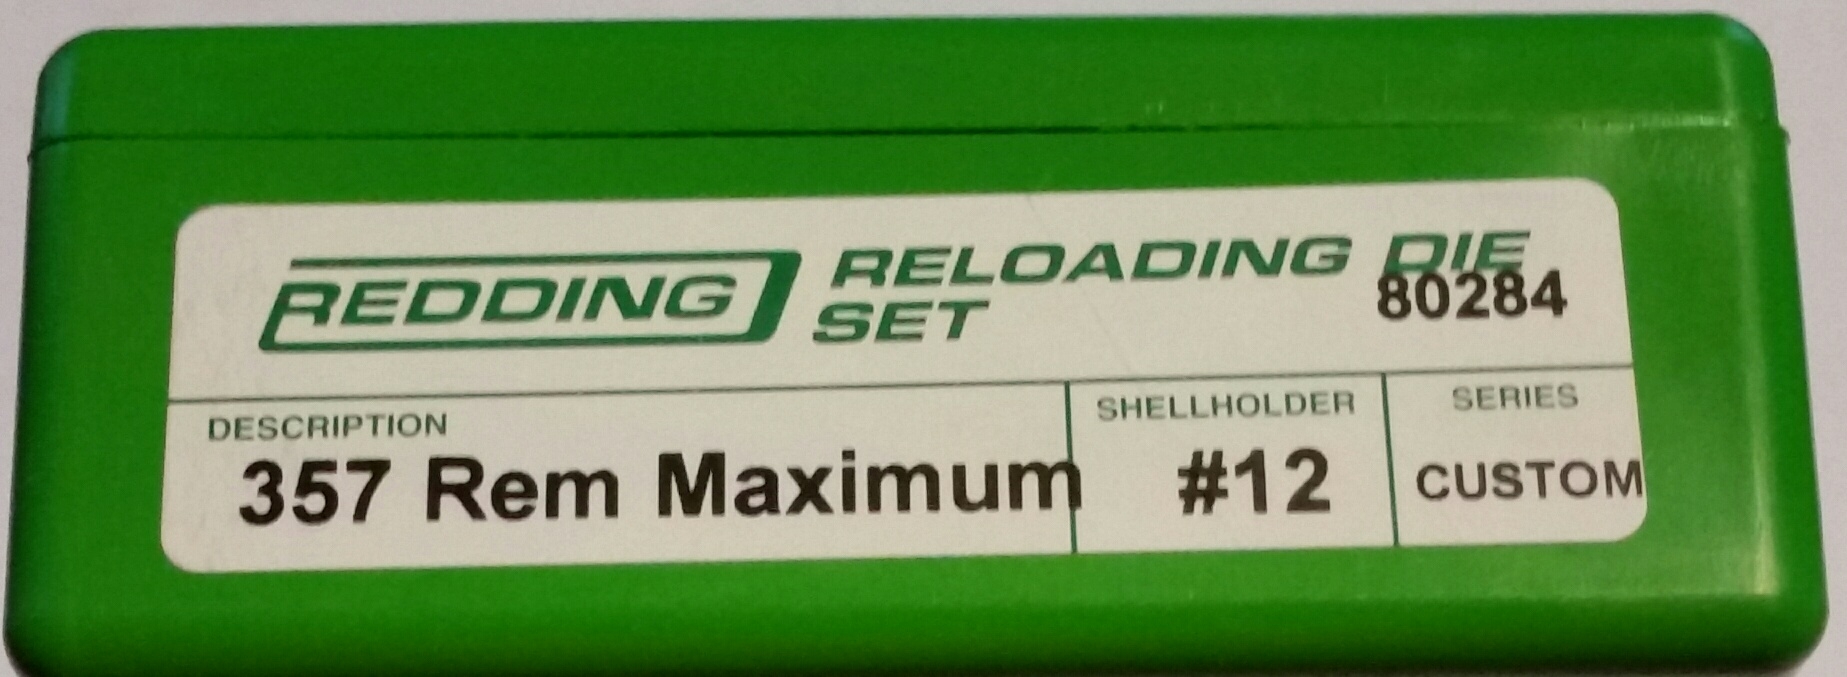 REDDING RELOADING DIE
SET
80284
DESCRIPTION
357 Rem Maximum
SHELLHOLDER
#12
SERIES
CUSTOM